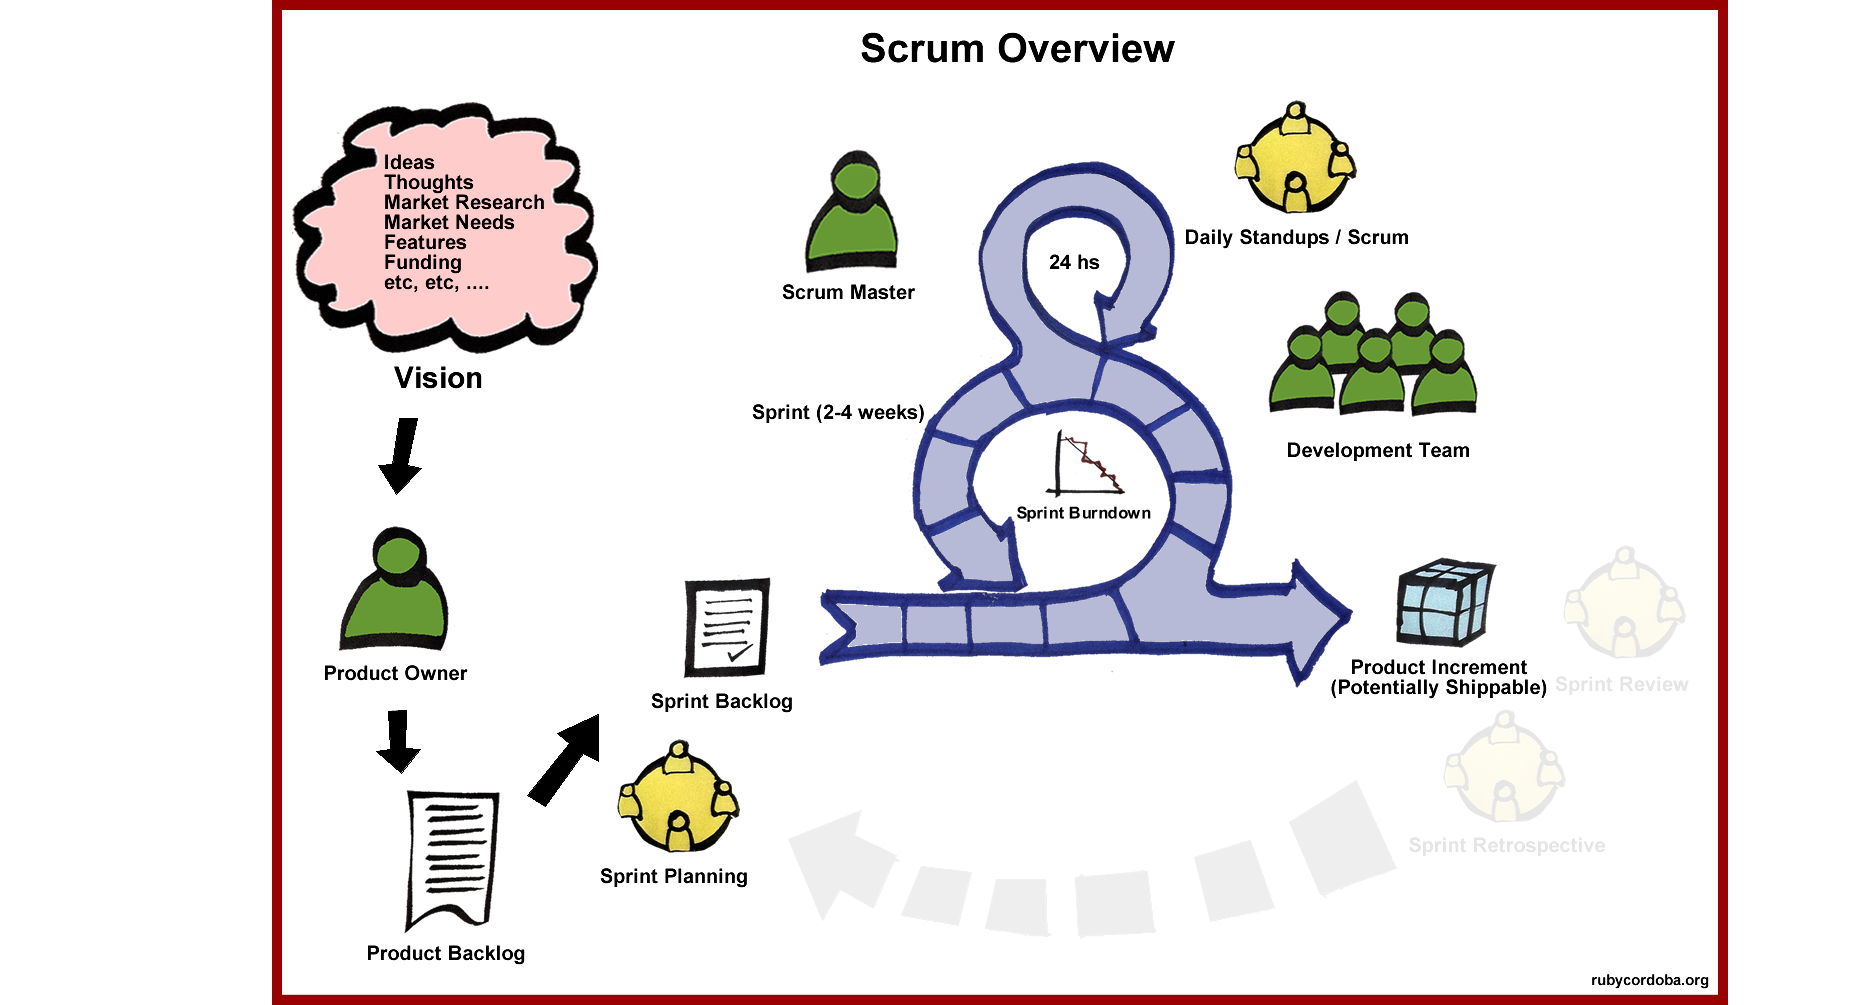 Scrum Overview
Ideas
Thoughts
Market Research
Market Needs
Features
Funding
etc, etc, ....
Vision
Product Owner
Product Backlog
Sprint Backlog
Sprint Planning
Scrum Master
Sprint (2-4 weeks)
24 hs
Sprint Burndown
Daily Standups / Scrum
Development Team
Product Increment
(Potentially Shippable)
Sprint Review
Sprint Retrospective
rubycordoba.org